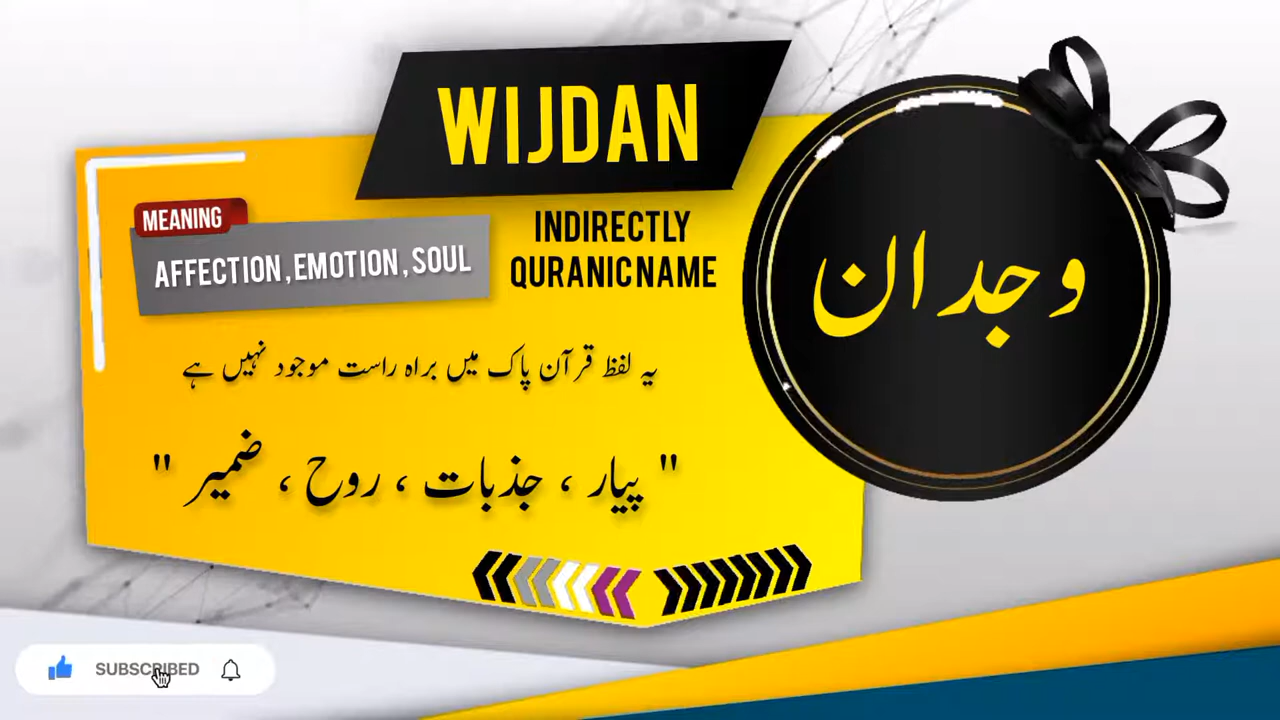 WIJDAN
MEANING
AFFECTION, EMOTION, SOUL
INDIRECTLY
QURANIC NAME
وجدان
یہ لفظ قرآن پاک میں براہ راست موجود نہیں ہے
" پیار ، جذبات ، روح ، ضمیر "
SUBSCRIBED